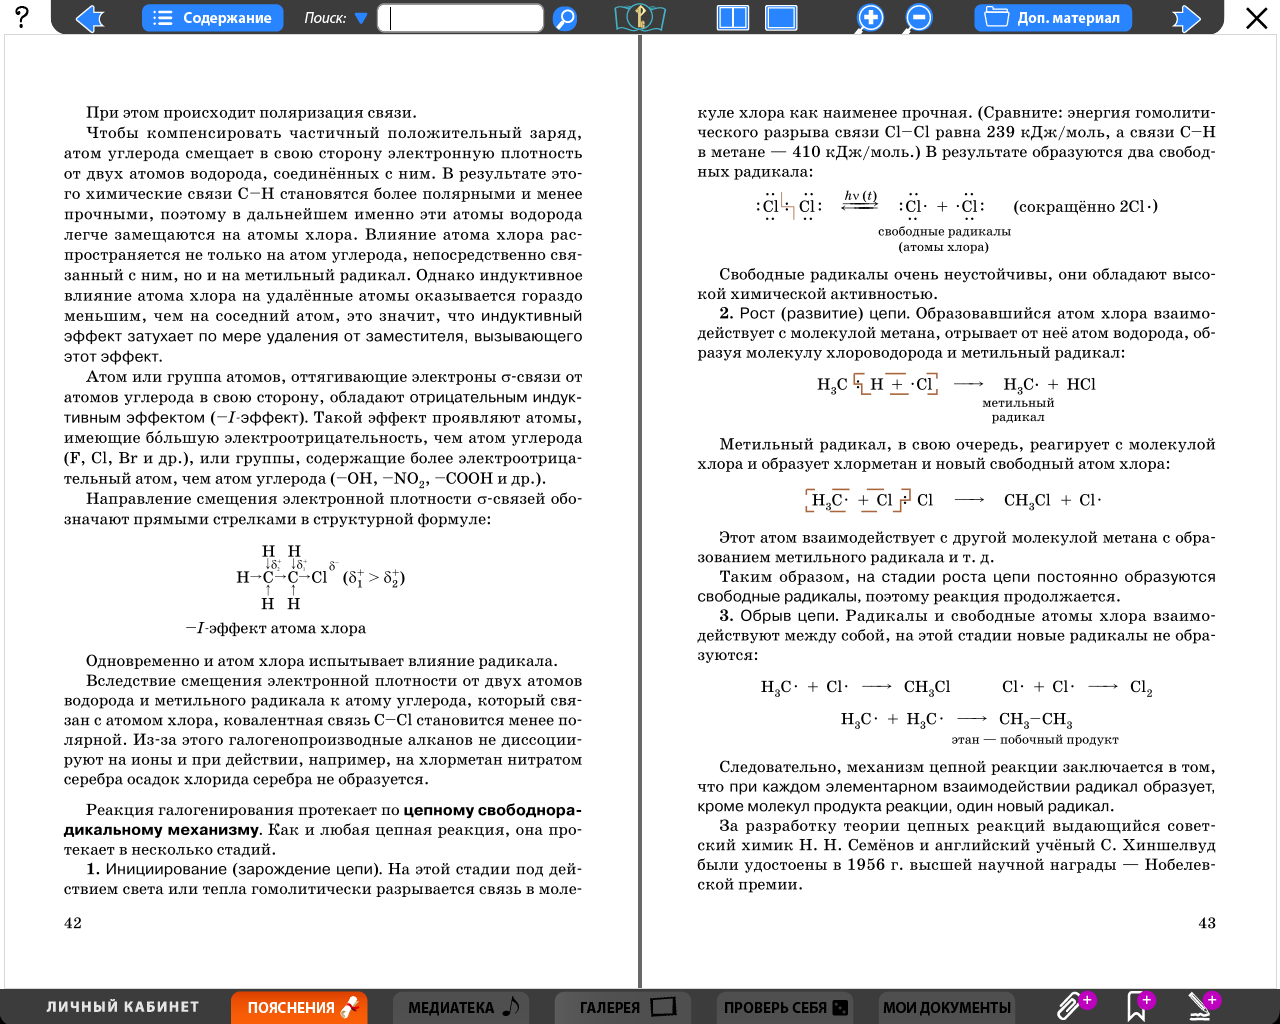 ?
Содержание
Поиск:
Доп. материал
При этом происходит поляризация связи.
Чтобы компенсировать частичный положительный заряд,
атом углерода смещает в свою сторону электронную плотность
от двух атомов водорода, соединённых с ним. В результате это-
го химические связи C−H становятся более полярными и менее
прочными, поэтому в дальнейшем именно эти атомы водорода
легче замещаются на атомы хлора. Влияние атома хлора рас-
пространяется не только на атом углерода, непосредственно свя-
занный с ним, но и на метильный радикал. Однако индуктивное
влияние атома хлора на удалённые атомы оказывается гораздо
меньшим, чем на соседний атом, это значит, что индуктивный
эффект затухает по мере удаления от заместителя, вызывающего
этот эффект.
Атом или группа атомов, оттягивающие электроны σ-связи от
атомов углерода в свою сторону, обладают отрицательным индук-
тивным эффектом (−I-эффект). Такой эффект проявляют атомы,
имеющие бо́льшую электроотрицательность, чем атом углерода
(F, Cl, Br и др.), или группы, содержащие более электроотрица-
тельный атом, чем атом углерода (−OH, −NO₂, −COOH и др.).
Направление смещения электронной плотности σ-связей обо-
значают прямыми стрелками в структурной формуле:
H H
↓δ⁺ ↓δ⁺ δ⁻
H→C→C→Cl (δ₁⁺ > δ₂⁺)
↑ ↑
H H
−I-эффект атома хлора
Одновременно и атом хлора испытывает влияние радикала.
Вследствие смещения электронной плотности от двух атомов
водорода и метильного радикала к атому углерода, который свя-
зан с атомом хлора, ковалентная связь C−Cl становится менее по-
лярной. Из-за этого галогенопроизводные алканов не диссоции-
руют на ионы и при действии, например, на хлорметан нитратом
серебра осадок хлорида серебра не образуется.
Реакция галогенирования протекает по цепному свободнора-
дикальному механизму. Как и любая цепная реакция, она про-
текает в несколько стадий.
1. Инициирование (зарождение цепи). На этой стадии под дей-
ствием света или тепла гомолитически разрывается связь в моле-
42
куле хлора как наименее прочная. (Сравните: энергия гомолити-
ческого разрыва связи Cl−Cl равна 239 кДж/моль, а связи C−H
в метане — 410 кДж/моль.) В результате образуются два свобод-
ных радикала:
:Cl : Cl: ⇌ hν (t) :Cl· + ·Cl: (сокращённо 2Cl·)
свободные радикалы
(атомы хлора)
Свободные радикалы очень неустойчивы, они обладают высо-
кой химической активностью.
2. Рост (развитие) цепи. Образовавшийся атом хлора взаимо-
действует с молекулой метана, отрывает от неё атом водорода, об-
разуя молекулу хлороводорода и метильный радикал:
H₃C : H + ·Cl ⟶ H₃C· + HCl
метильный
радикал
Метильный радикал, в свою очередь, реагирует с молекулой
хлора и образует хлорметан и новый свободный атом хлора:
H₃C· + Cl : Cl ⟶ CH₃Cl + Cl·
Этот атом взаимодействует с другой молекулой метана с обра-
зованием метильного радикала и т. д.
Таким образом, на стадии роста цепи постоянно образуются
свободные радикалы, поэтому реакция продолжается.
3. Обрыв цепи. Радикалы и свободные атомы хлора взаимо-
действуют между собой, на этой стадии новые радикалы не обра-
зуются:
H₃C· + Cl· ⟶ CH₃Cl Cl· + Cl· ⟶ Cl₂
H₃C· + H₃C· ⟶ CH₃−CH₃
этан — побочный продукт
Следовательно, механизм цепной реакции заключается в том,
что при каждом элементарном взаимодействии радикал образует,
кроме молекул продукта реакции, один новый радикал.
За разработку теории цепных реакций выдающийся совет-
ский химик Н. Н. Семёнов и английский учёный С. Хиншелвуд
были удостоены в 1956 г. высшей научной награды — Нобелев-
ской премии.
43
ЛИЧНЫЙ КАБИНЕТ
ПОЯСНЕНИЯ
МЕДИАТЕКА
ГАЛЕРЕЯ
ПРОВЕРЬ СЕБЯ
МОИ ДОКУМЕНТЫ